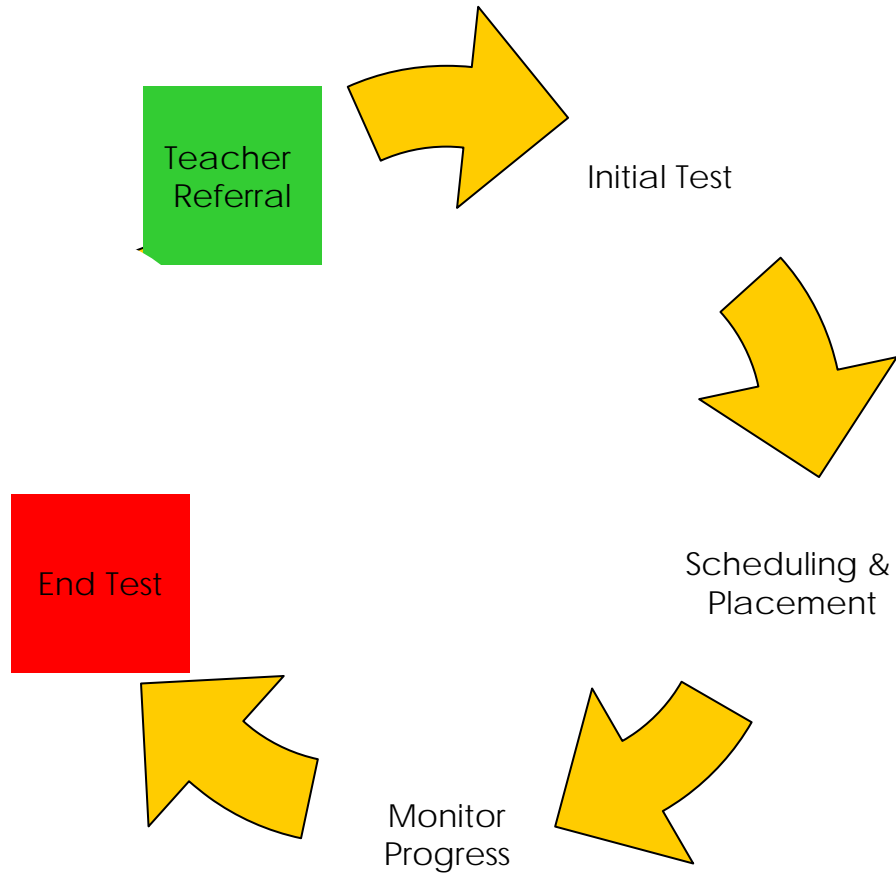 Teacher
Referral
Initial Test
Scheduling &
Placement
Monitor
Progress
End Test